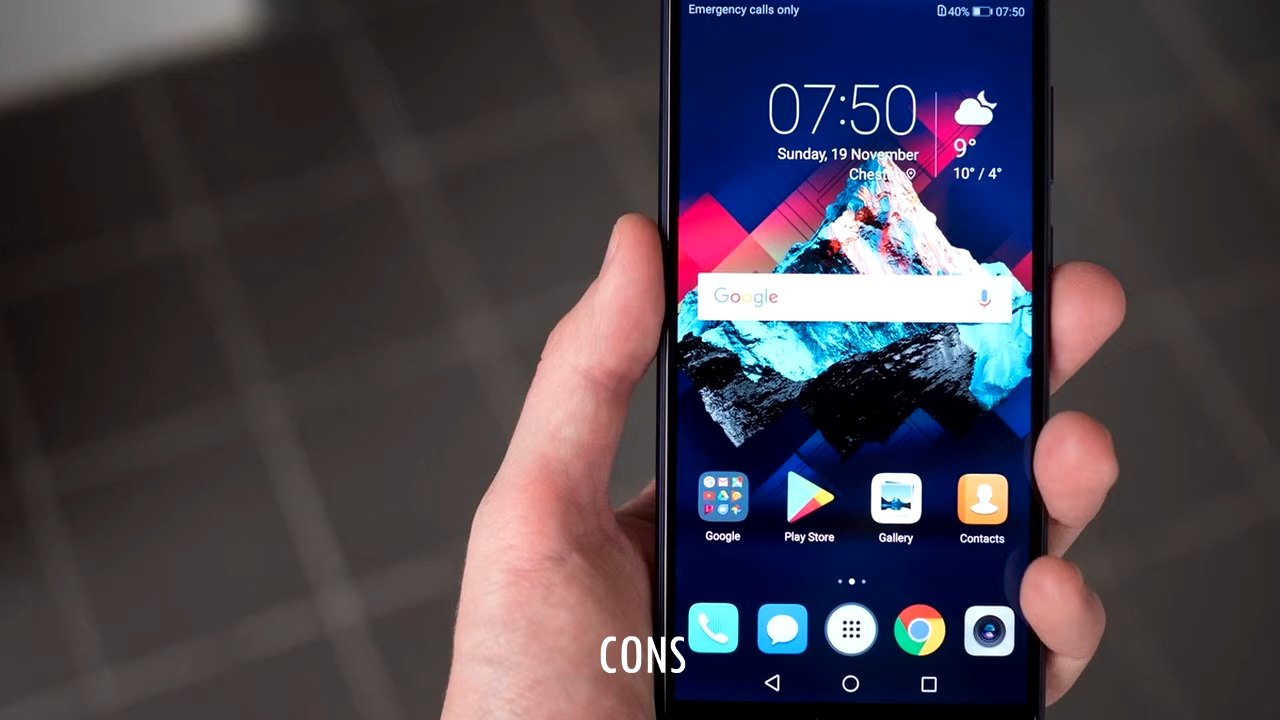 Emergency calls only
40% 07:50
07:50
Sunday, 19 November
9°
10° / 4°
Google
Google
Play Store
Gallery
Contacts
CONS